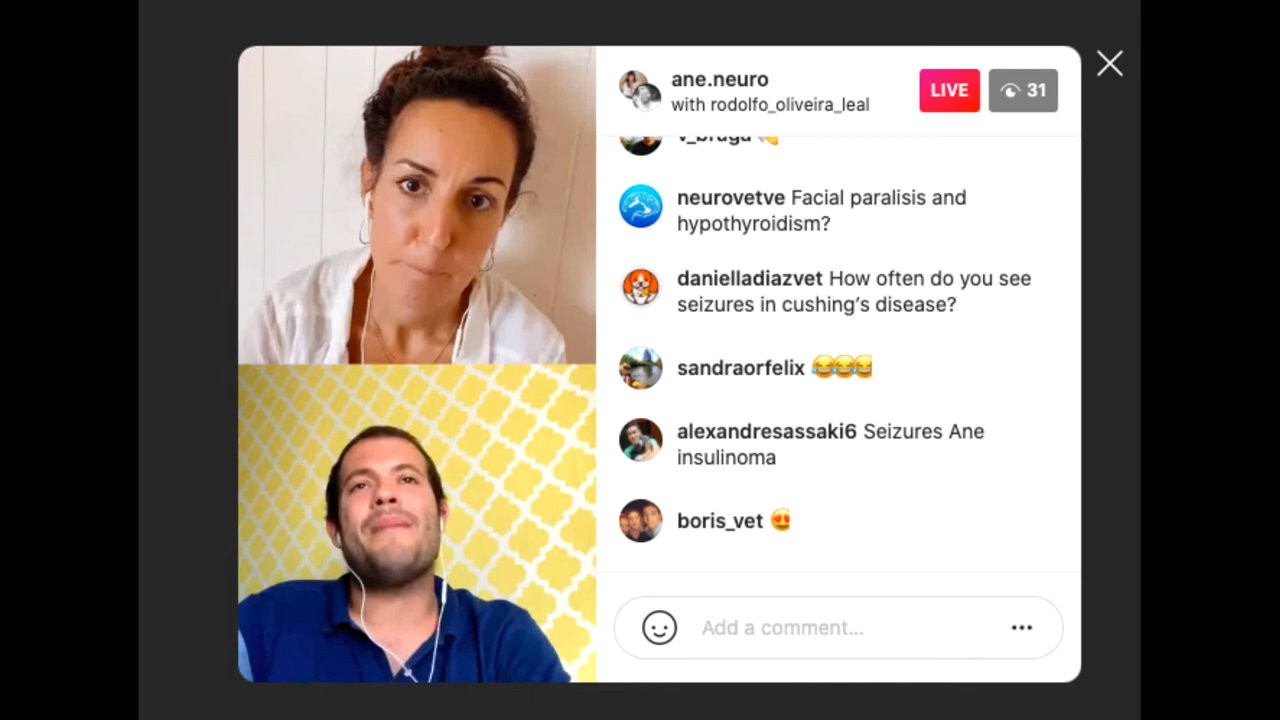 ane.neuro
with rodolfo_oliveira_leal
LIVE
31
v_braga
neurovetve Facial paralisis and
hypothyroidism?
danielladiazvet How often do you see
seizures in cushing’s disease?
sandraorfelix 😂😂😂
alexandresassaki6 Seizures Ane
insulinoma
boris_vet 😍
Add a comment...